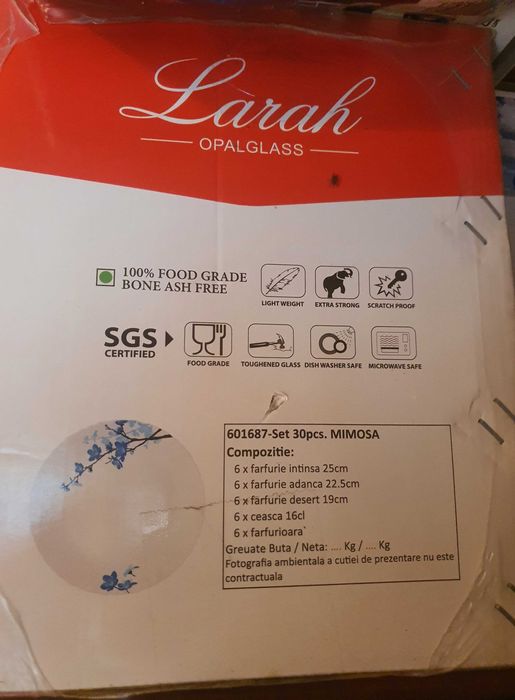 Larah
OPALGLASS
100% FOOD GRADE
BONE ASH FREE
LIGHT WEIGHT
EXTRA STRONG
SCRATCH PROOF
SGS
CERTIFIED
FOOD GRADE
TOUGHENED GLASS
DISH WASHER SAFE
MICROWAVE SAFE
601687-Set 30pcs. MIMOSA
Compozitie:
6 x farfurie intinsa 25cm
6 x farfurie adanca 22.5cm
6 x farfurie desert 19cm
6 x ceasca 16cl
6 x farfurioara
Greuate Buta / Neta: .... Kg / .... Kg
Fotografia ambientala a cutiei de prezentare nu este
contractuala